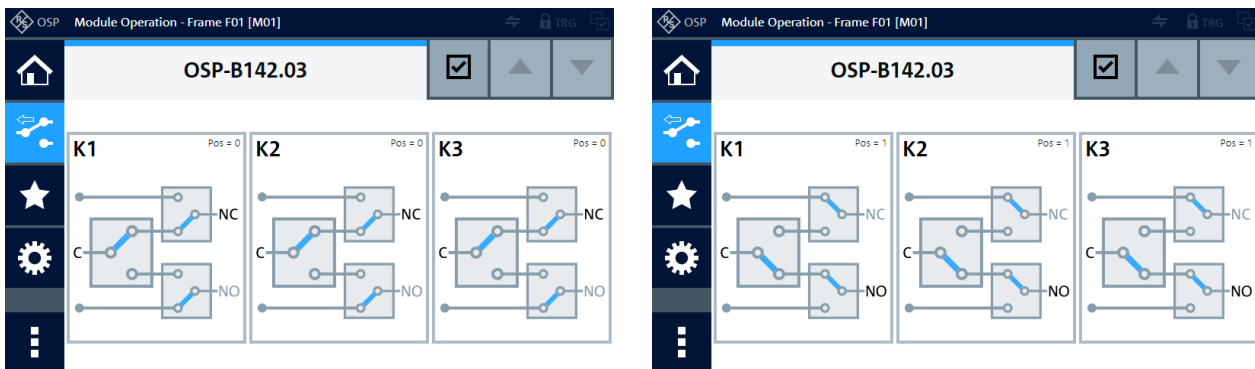 R&S OSP Module Operation - Frame F01 [M01] TRG
OSP-B142.03
K1 Pos = 0 K2 Pos = 0 K3 Pos = 0
NC NC NC
C C C
NO NO NO
R&S OSP Module Operation - Frame F01 [M01] TRG
OSP-B142.03
K1 Pos = 1 K2 Pos = 1 K3 Pos = 1
NC NC NC
C C C
NO NO NO